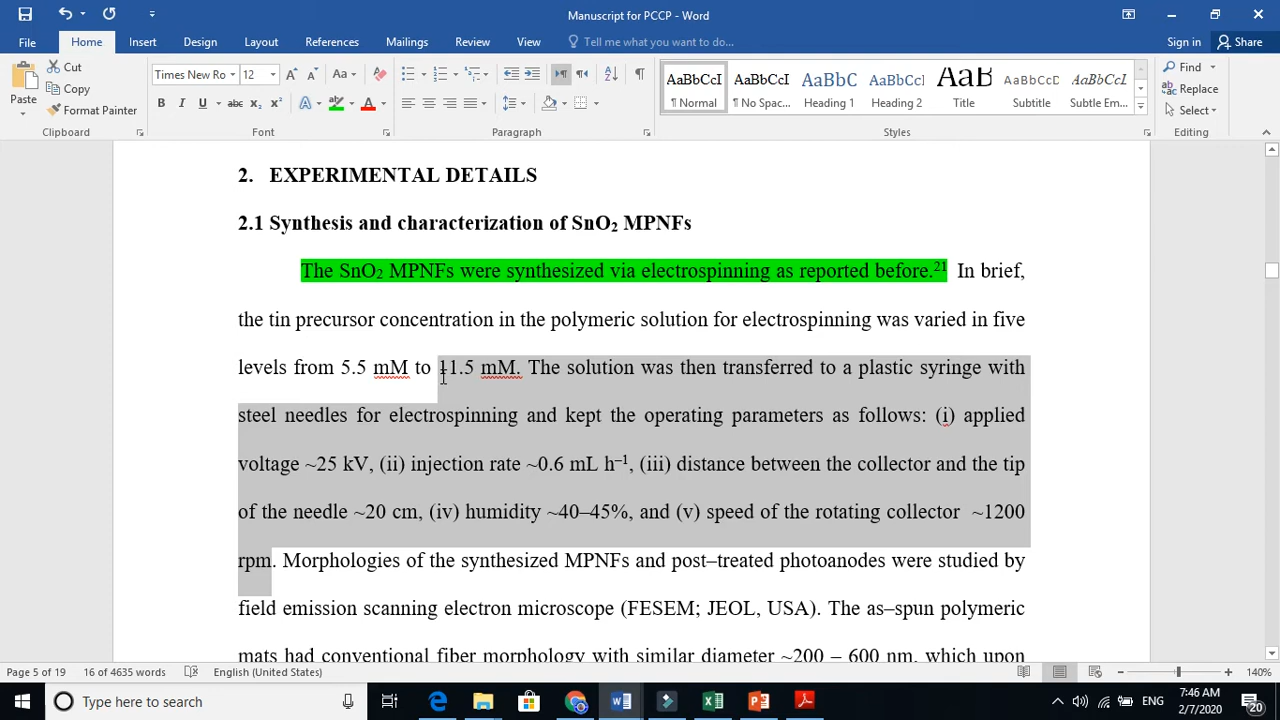 Manuscript for PCCP - Word
File Home Insert Design Layout References Mailings Review View Tell me what you want to do... Sign in Share
Paste Cut Copy Format Painter
Times New Ro 12
AaBbCcI AaBbCcI AaBbC AaBbCcI AaB AaBbCcD AaBbCcI
¶ Normal ¶ No Spac... Heading 1 Heading 2 Title Subtitle Subtle Em...
Find Replace Select
Clipboard Font Paragraph Styles Editing
2. EXPERIMENTAL DETAILS
2.1 Synthesis and characterization of SnO₂ MPNFs
The SnO₂ MPNFs were synthesized via electrospinning as reported before.²¹ In brief,
the tin precursor concentration in the polymeric solution for electrospinning was varied in five
levels from 5.5 mM to 11.5 mM. The solution was then transferred to a plastic syringe with
steel needles for electrospinning and kept the operating parameters as follows: (i) applied
voltage ~25 kV, (ii) injection rate ~0.6 mL h⁻¹, (iii) distance between the collector and the tip
of the needle ~20 cm, (iv) humidity ~40–45%, and (v) speed of the rotating collector ~1200
rpm. Morphologies of the synthesized MPNFs and post–treated photoanodes were studied by
field emission scanning electron microscope (FESEM; JEOL, USA). The as–spun polymeric
mats had conventional fiber morphology with similar diameter ~200 – 600 nm, which upon
Page 5 of 19 16 of 4635 words English (United States) 140%
Type here to search ENG 7:46 AM
2/7/2020 20